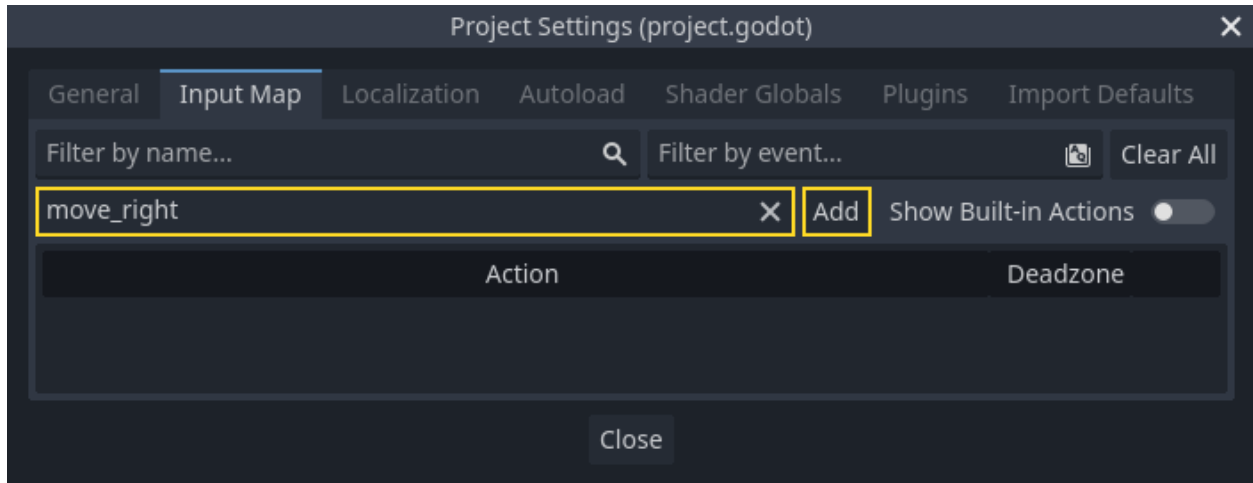 Project Settings (project.godot)
General Input Map Localization Autoload Shader Globals Plugins Import Defaults
Filter by name... Filter by event... Clear All
move_right Add Show Built-in Actions
Action Deadzone
Close